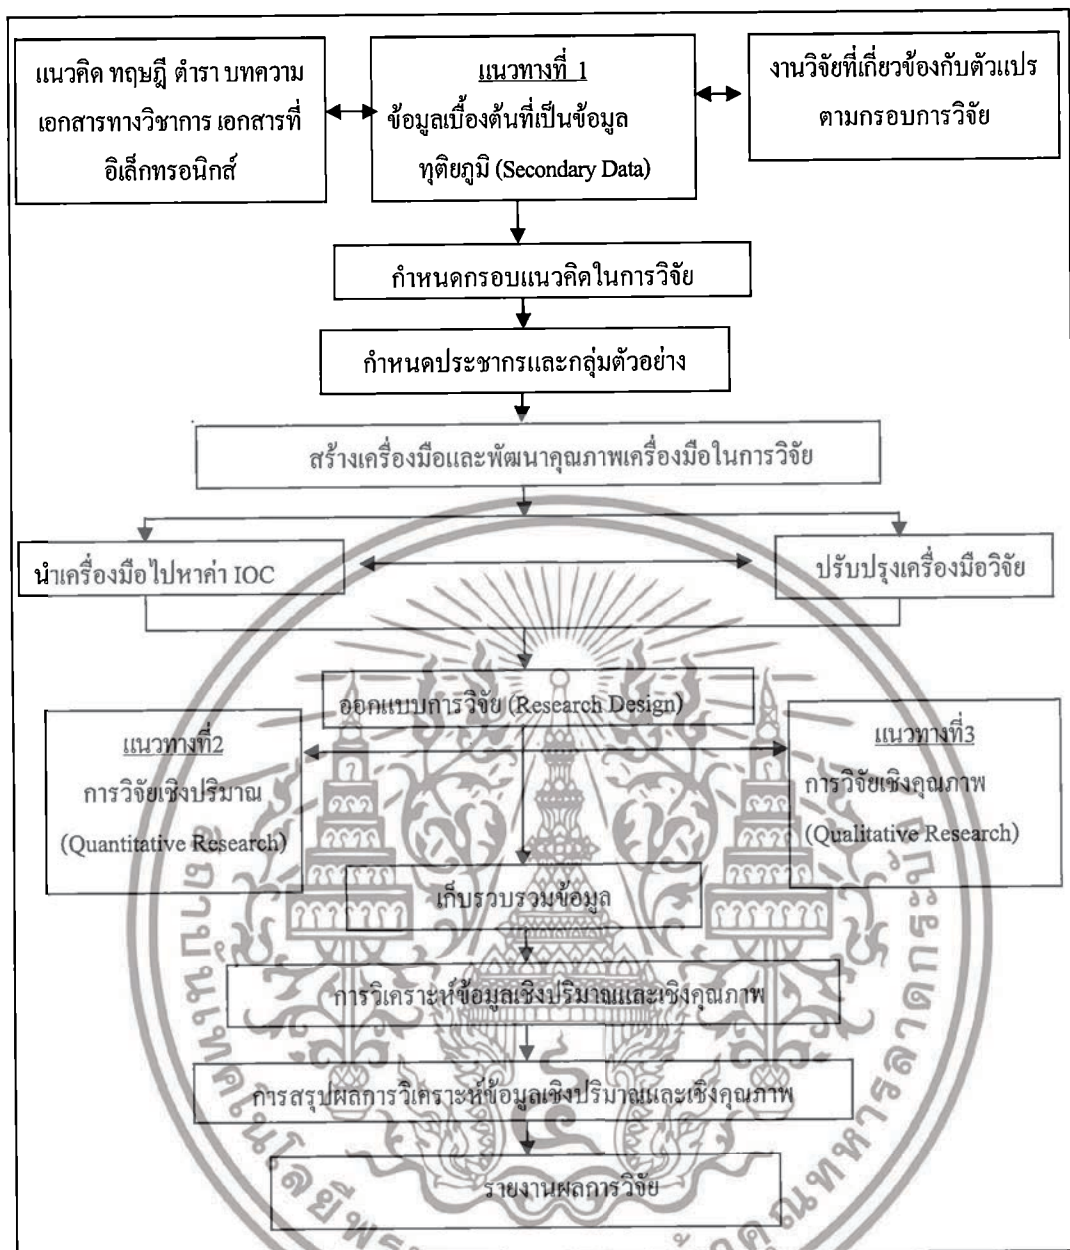 แนวคิด ทฤษฎี ตำรา บทความ
เอกสารทางวิชาการ เอกสารที่
อิเล็กทรอนิกส์
แนวทางที่ 1
ข้อมูลเบื้องต้นที่เป็นข้อมูล
ทุติยภูมิ (Secondary Data)
งานวิจัยที่เกี่ยวข้องกับตัวแปร
ตามกรอบการวิจัย
กำหนดกรอบแนวคิดในการวิจัย
กำหนดประชากรและกลุ่มตัวอย่าง
สร้างเครื่องมือและพัฒนาคุณภาพเครื่องมือในการวิจัย
นำเครื่องมือไปหาค่า IOC
ปรับปรุงเครื่องมือวิจัย
ออกแบบการวิจัย (Research Design)
แนวทางที่2
การวิจัยเชิงปริมาณ
(Quantitative Research)
แนวทางที่3
การวิจัยเชิงคุณภาพ
(Qualitative Research)
เก็บรวบรวมข้อมูล
การวิเคราะห์ข้อมูลเชิงปริมาณและเชิงคุณภาพ
การสรุปผลการวิเคราะห์ข้อมูลเชิงปริมาณและเชิงคุณภาพ
รายงานผลการวิจัย